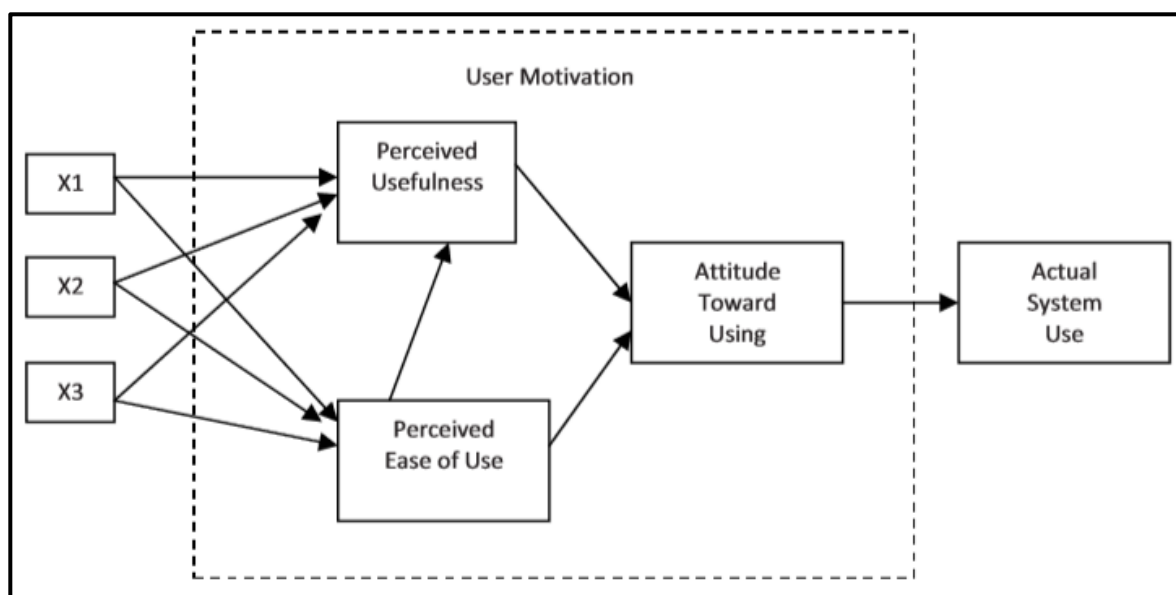 User Motivation
X1
X2
X3
Perceived
Usefulness
Perceived
Ease of Use
Attitude
Toward
Using
Actual
System
Use